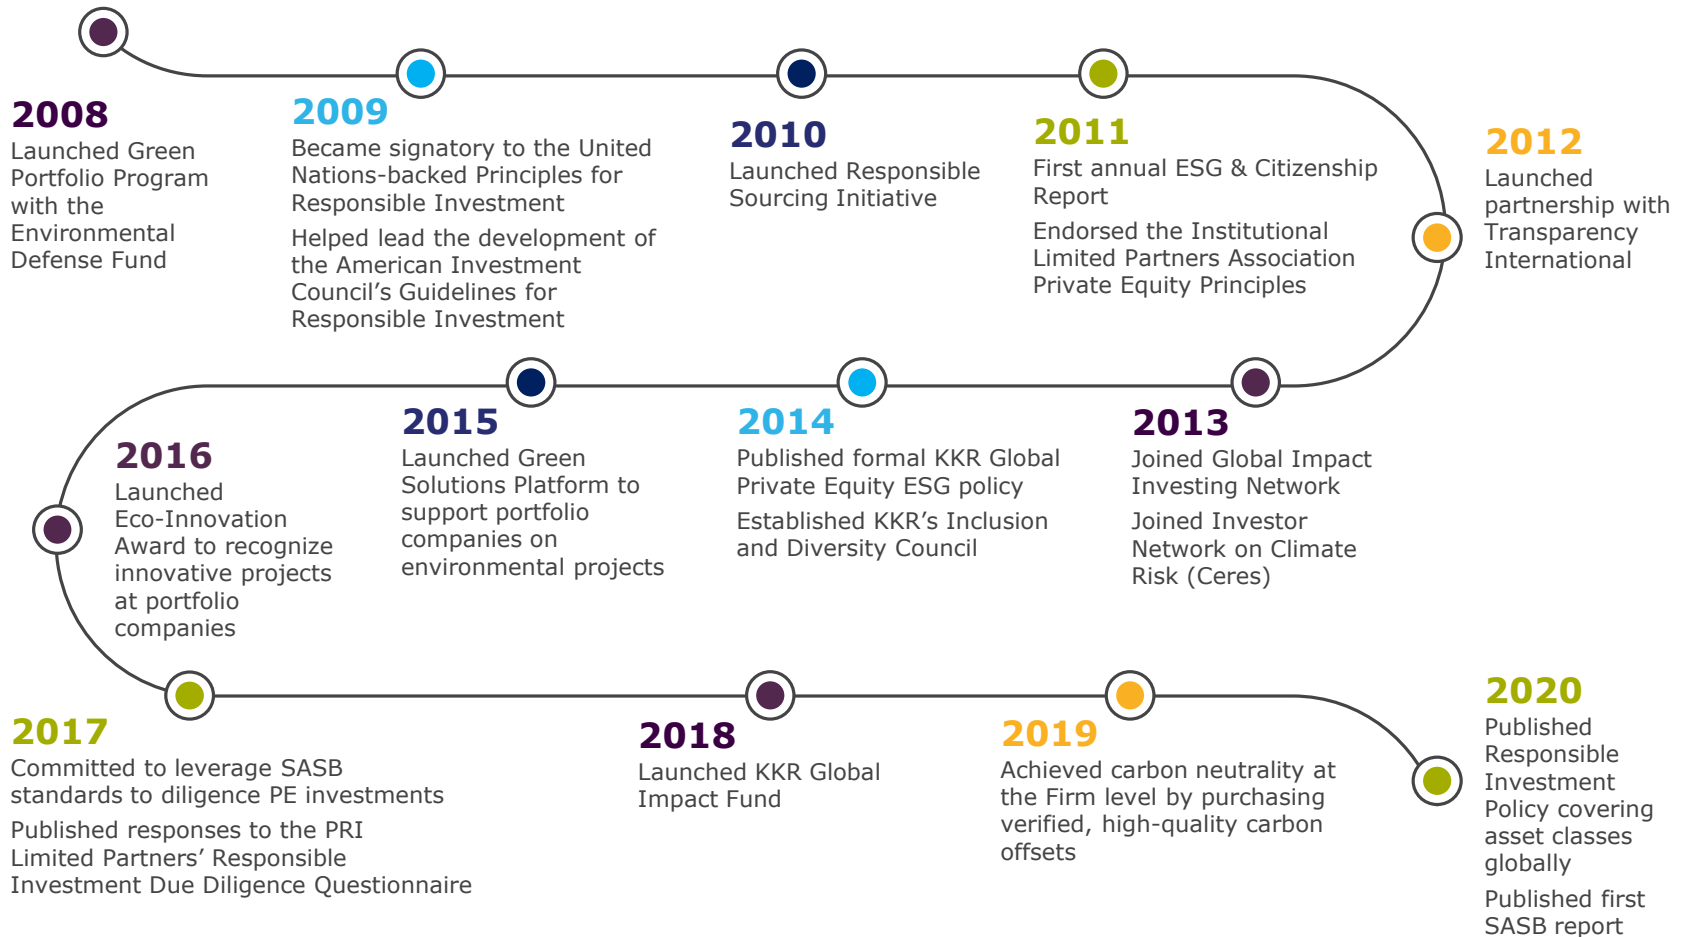 2008
Launched Green
Portfolio Program
with the
Environmental
Defense Fund
2009
Became signatory to the United
Nations-backed Principles for
Responsible Investment
Helped lead the development of
the American Investment
Council’s Guidelines for
Responsible Investment
2010
Launched Responsible
Sourcing Initiative
2011
First annual ESG & Citizenship
Report
Endorsed the Institutional
Limited Partners Association
Private Equity Principles
2012
Launched
partnership with
Transparency
International
2013
Joined Global Impact
Investing Network
Joined Investor
Network on Climate
Risk (Ceres)
2014
Published formal KKR Global
Private Equity ESG policy
Established KKR’s Inclusion
and Diversity Council
2015
Launched Green
Solutions Platform to
support portfolio
companies on
environmental projects
2016
Launched
Eco-Innovation
Award to recognize
innovative projects
at portfolio
companies
2017
Committed to leverage SASB
standards to diligence PE investments
Published responses to the PRI
Limited Partners’ Responsible
Investment Due Diligence Questionnaire
2018
Launched KKR Global
Impact Fund
2019
Achieved carbon neutrality at
the Firm level by purchasing
verified, high-quality carbon
offsets
2020
Published
Responsible
Investment
Policy covering
asset classes
globally
Published first
SASB report